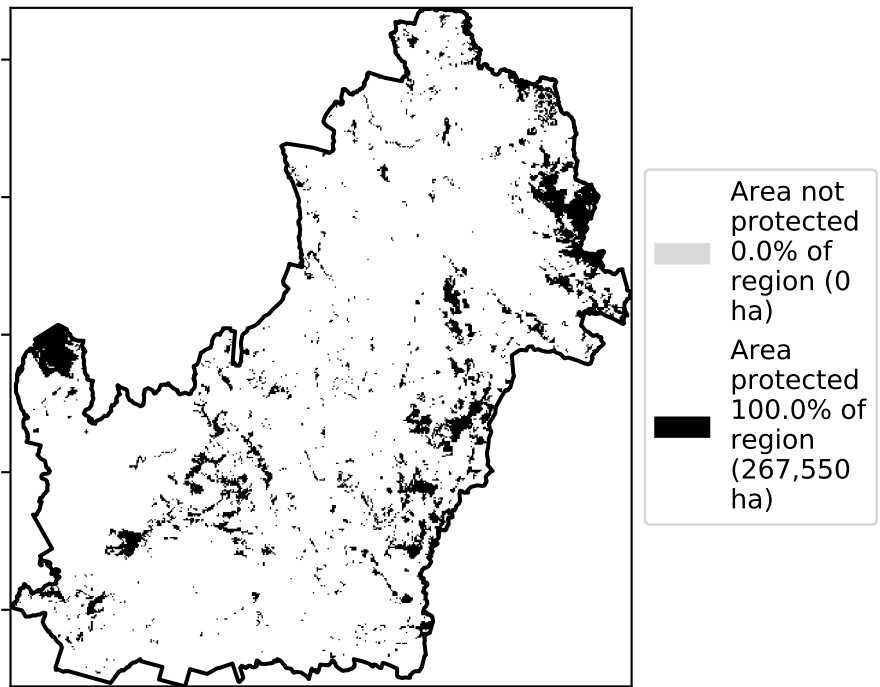 Area not
protected
0.0% of
region (0
ha)
Area
protected
100.0% of
region
(267,550
ha)